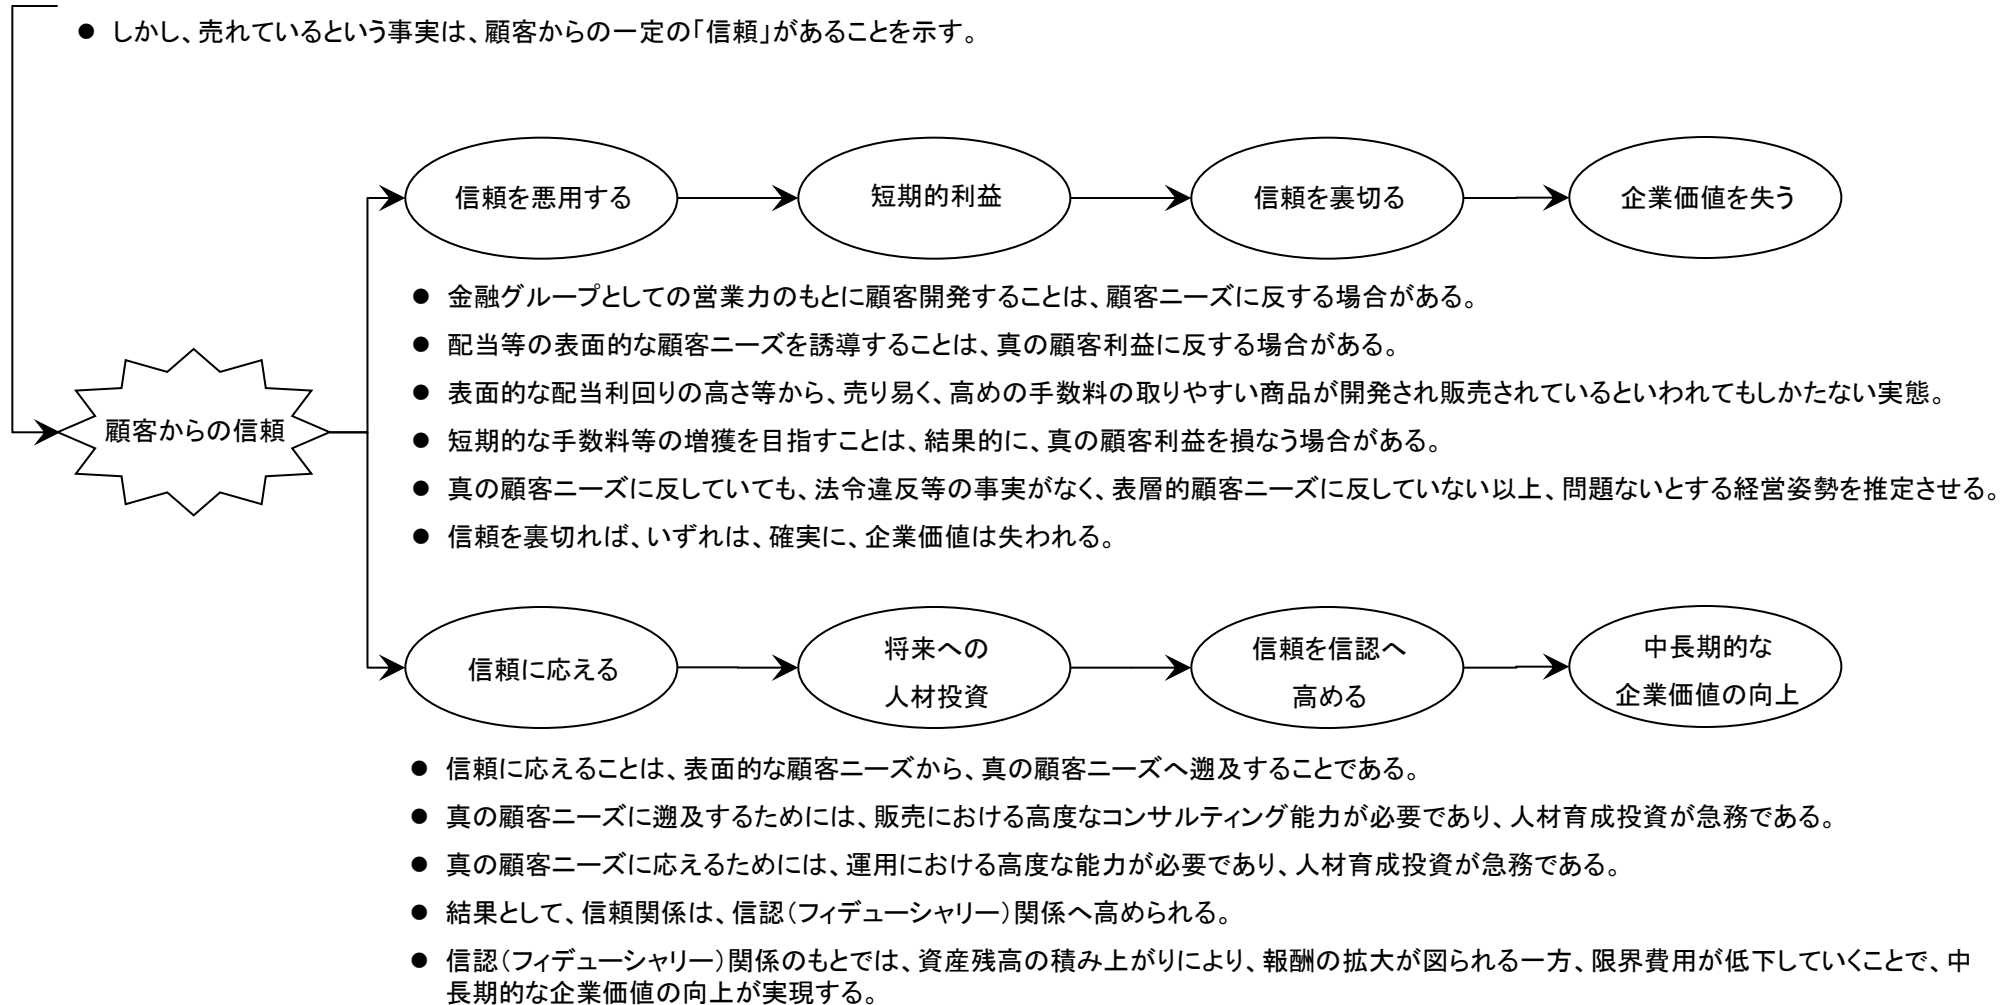 ● しかし、売れているという事実は、顧客からの一定の「信頼」があることを示す。
信頼を悪用する
短期的利益
信頼を裏切る
企業価値を失う
● 金融グループとしての営業力のもとに顧客開発することは、顧客ニーズに反する場合がある。
● 配当等の表面的な顧客ニーズを誘導することは、真の顧客利益に反する場合がある。
● 表面的な配当利回りの高さ等から、売り易く、高めの手数料の取りやすい商品が開発され販売されているといわれてもしかたない実態。
顧客からの信頼
● 短期的な手数料等の増獲を目指すことは、結果的に、真の顧客利益を損なう場合がある。
● 真の顧客ニーズに反していても、法令違反等の事実がなく、表層的顧客ニーズに反していない以上、問題ないとする経営姿勢を推定させる。
● 信頼を裏切れば、いずれは、確実に、企業価値は失われる。
信頼に応える
将来への
人材投資
信頼を信認へ
高める
中長期的な
企業価値の向上
● 信頼に応えることは、表面的な顧客ニーズから、真の顧客ニーズへ遡及することである。
● 真の顧客ニーズに遡及するためには、販売における高度なコンサルティング能力が必要であり、人材育成投資が急務である。
● 真の顧客ニーズに応えるためには、運用における高度な能力が必要であり、人材育成投資が急務である。
● 結果として、信頼関係は、信認(フィデューシャリー)関係へ高められる。
● 信認(フィデューシャリー)関係のもとでは、資産残高の積み上がりにより、報酬の拡大が図られる一方、限界費用が低下していくことで、中
長期的な企業価値の向上が実現する。